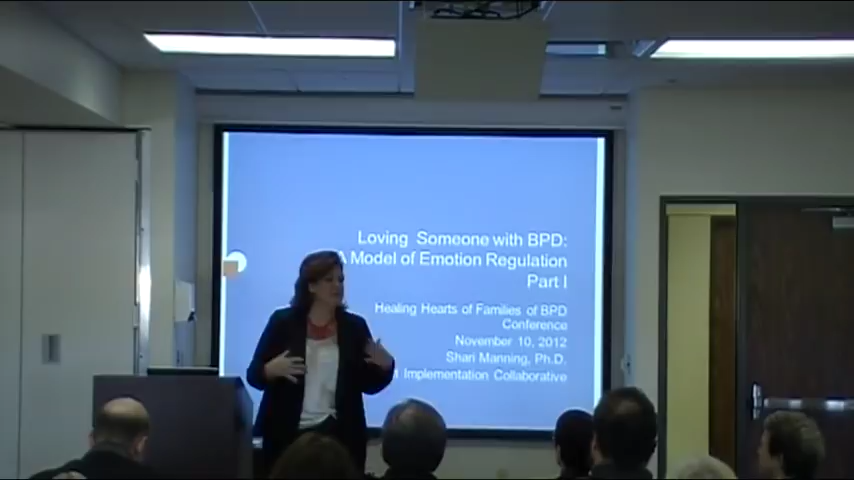 Loving Someone with BPD:
A Model of Emotion Regulation
Part I
Healing Hearts of Families of BPD
Conference
November 10, 2012
Shari Manning, Ph.D.
Implementation Collaborative